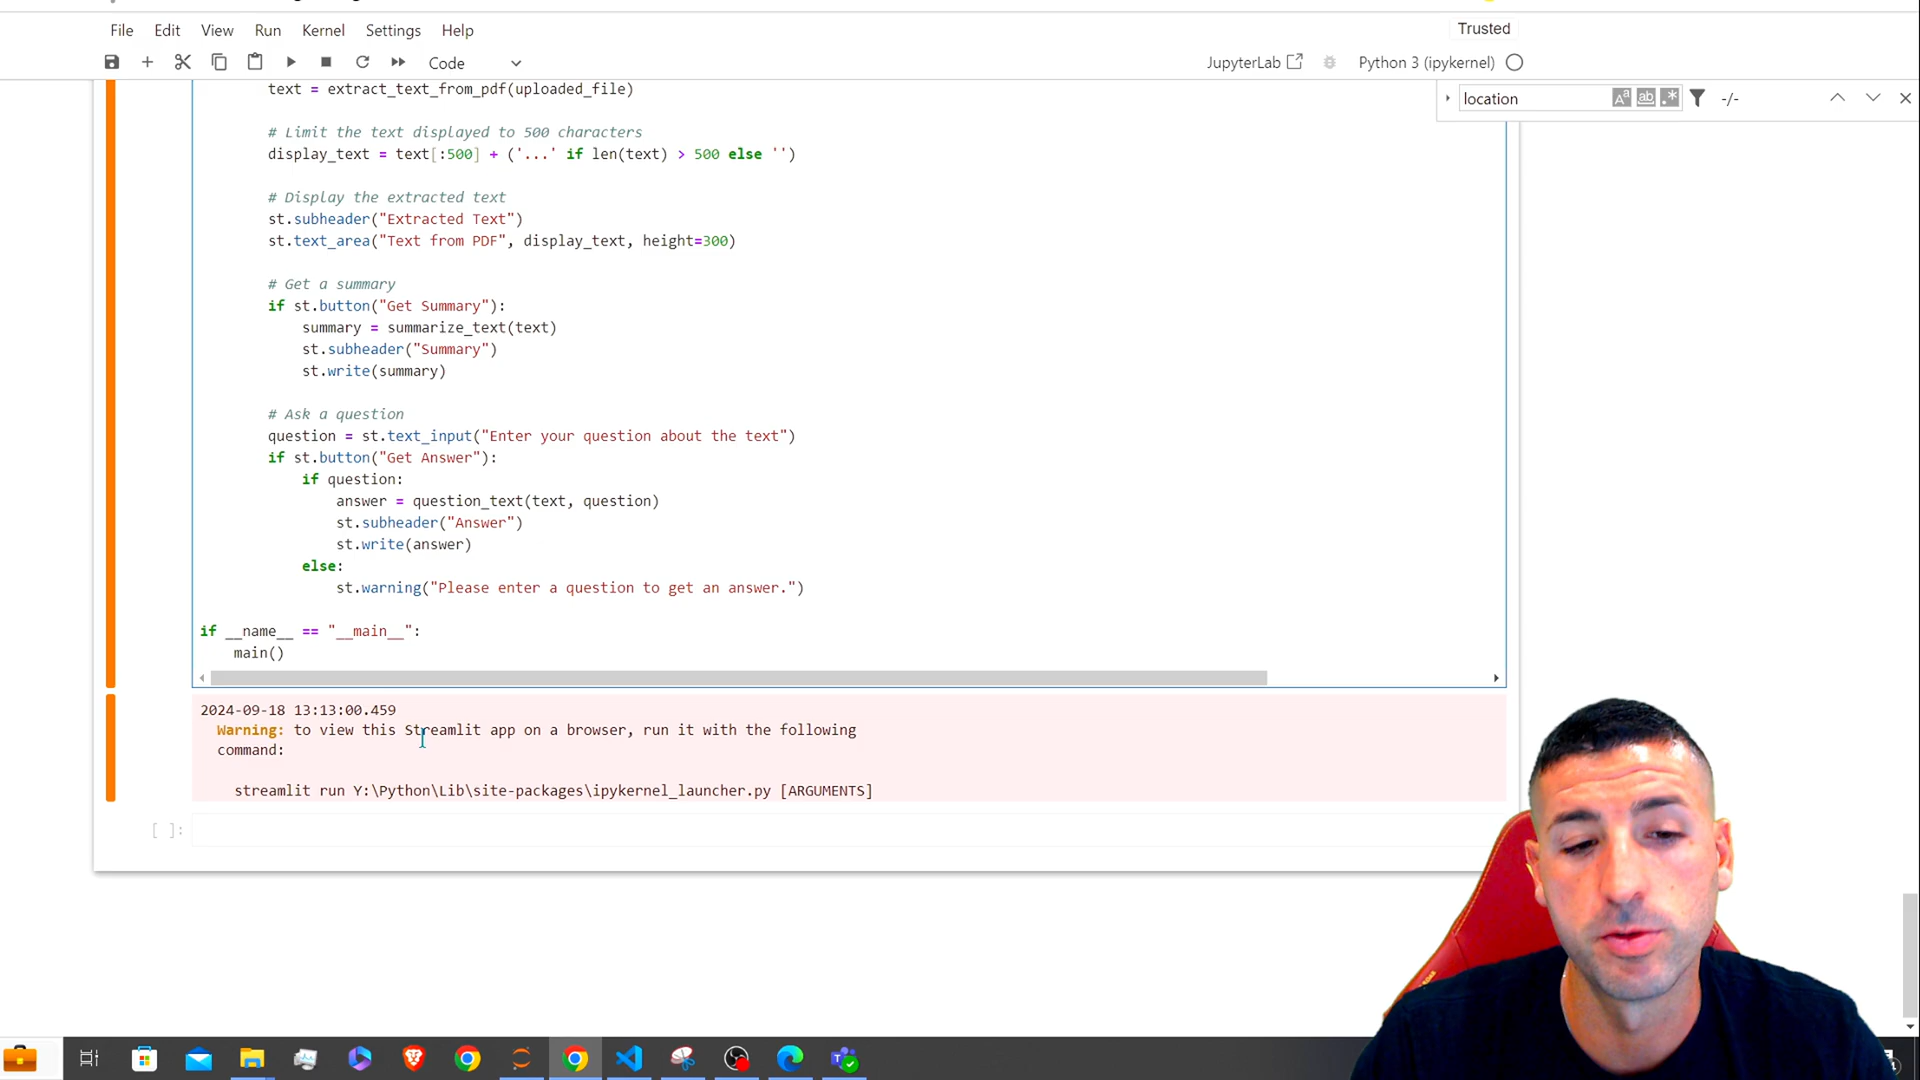 File Edit View Run Kernel Settings Help
Trusted
Code
JupyterLab
Python 3 (ipykernel)
location
-/-
text = extract_text_from_pdf(uploaded_file)
# Limit the text displayed to 500 characters
display_text = text[:500] + ('...' if len(text) > 500 else '')
# Display the extracted text
st.subheader("Extracted Text")
st.text_area("Text from PDF", display_text, height=300)
# Get a summary
if st.button("Get Summary"):
summary = summarize_text(text)
st.subheader("Summary")
st.write(summary)
# Ask a question
question = st.text_input("Enter your question about the text")
if st.button("Get Answer"):
if question:
answer = question_text(text, question)
st.subheader("Answer")
st.write(answer)
else:
st.warning("Please enter a question to get an answer.")
if __name__ == "__main__":
main()
2024-09-18 13:13:00.459
Warning: to view this Streamlit app on a browser, run it with the following
command:
streamlit run Y:\Python\Lib\site-packages\ipykernel_launcher.py [ARGUMENTS]
[ ]: